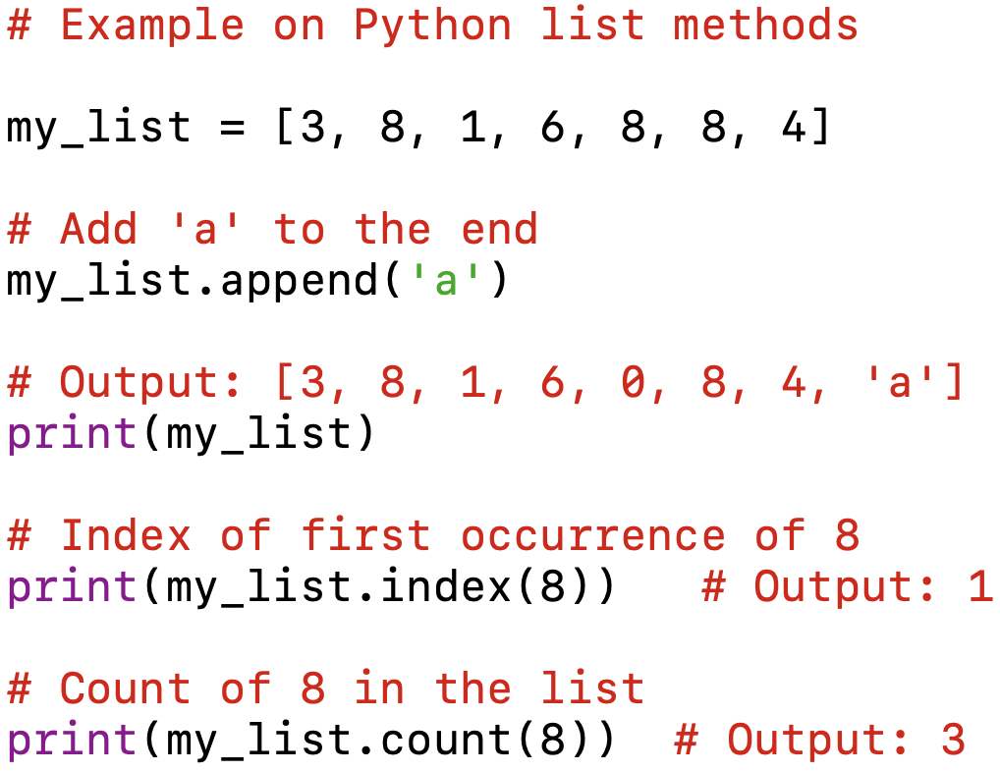 # Example on Python list methods
my_list = [3, 8, 1, 6, 8, 8, 4]
# Add 'a' to the end
my_list.append('a')
# Output: [3, 8, 1, 6, 0, 8, 4, 'a']
print(my_list)
# Index of first occurrence of 8
print(my_list.index(8))   # Output: 1
# Count of 8 in the list
print(my_list.count(8))  # Output: 3